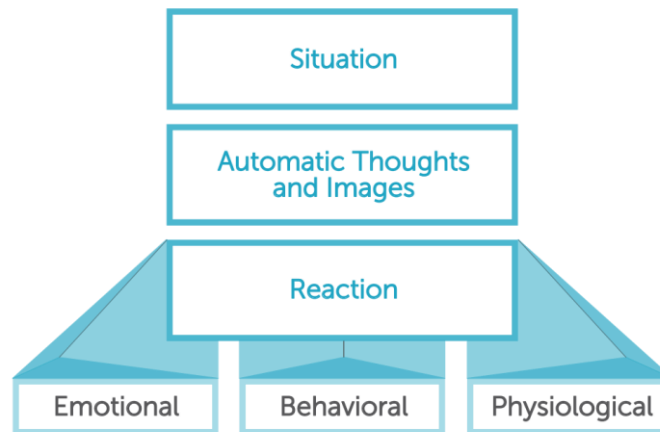 Situation
Automatic Thoughts
and Images
Reaction
Emotional
Behavioral
Physiological